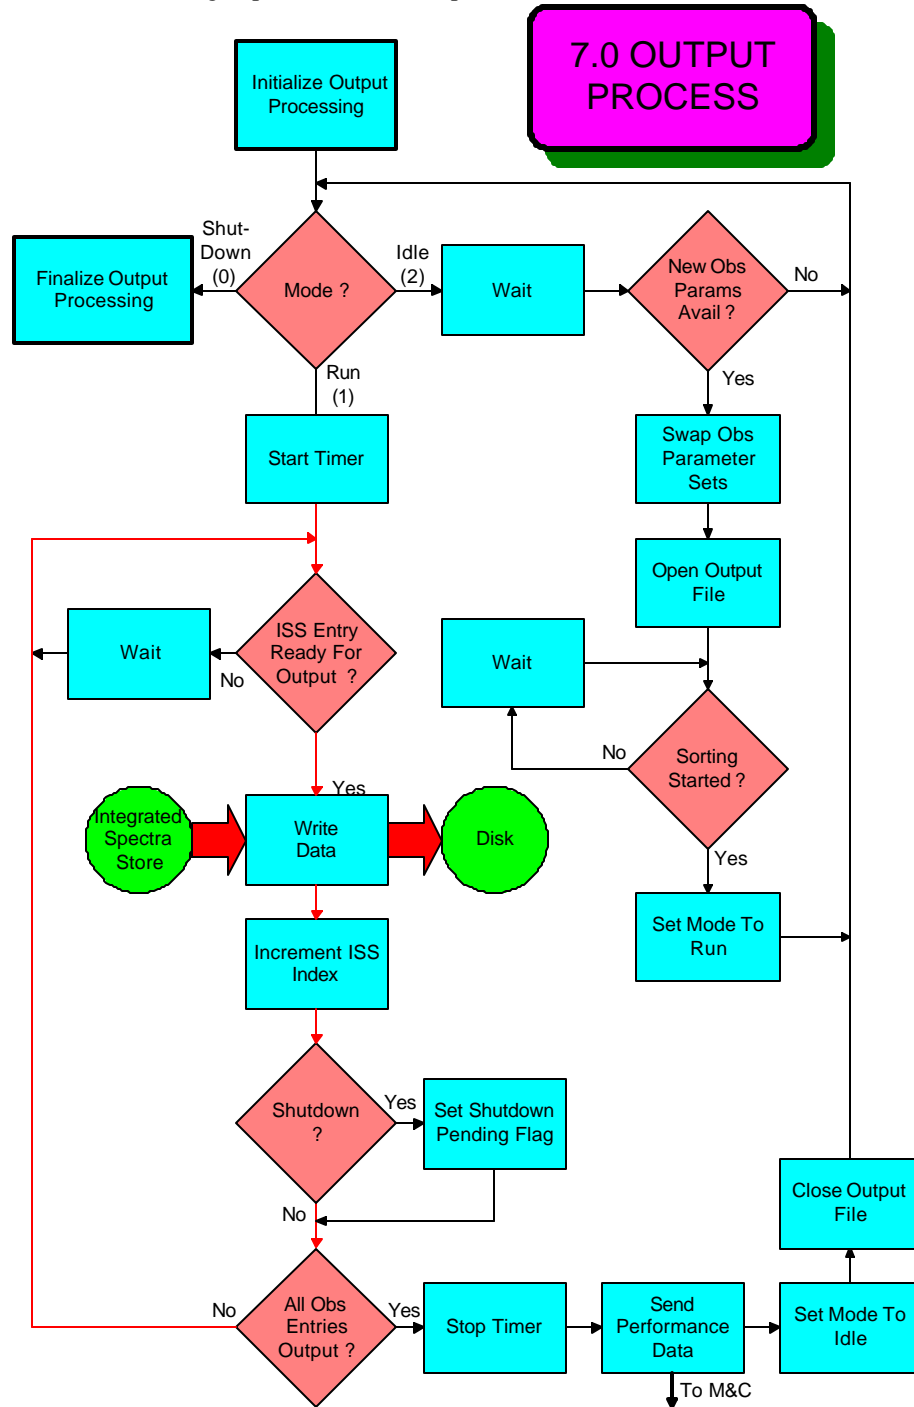 7.0 OUTPUT
PROCESS
Initialize Output
Processing
Shut-
Down
(0)
Finalize Output
Processing
Mode ?
Idle
(2)
Wait
New Obs
Params
Avail ?
No
Yes
Run
(1)
Start Timer
Swap Obs
Parameter
Sets
Open Output
File
ISS Entry
Ready For
Output ?
No
Wait
Wait
Sorting
Started ?
No
Yes
Yes
Integrated
Spectra
Store
Write
Data
Disk
Set Mode To
Run
Increment ISS
Index
Shutdown
?
Yes
Set Shutdown
Pending Flag
No
Close Output
File
All Obs
Entries
Output ?
No
Yes
Stop Timer
Send
Performance
Data
Set Mode To
Idle
To M&C